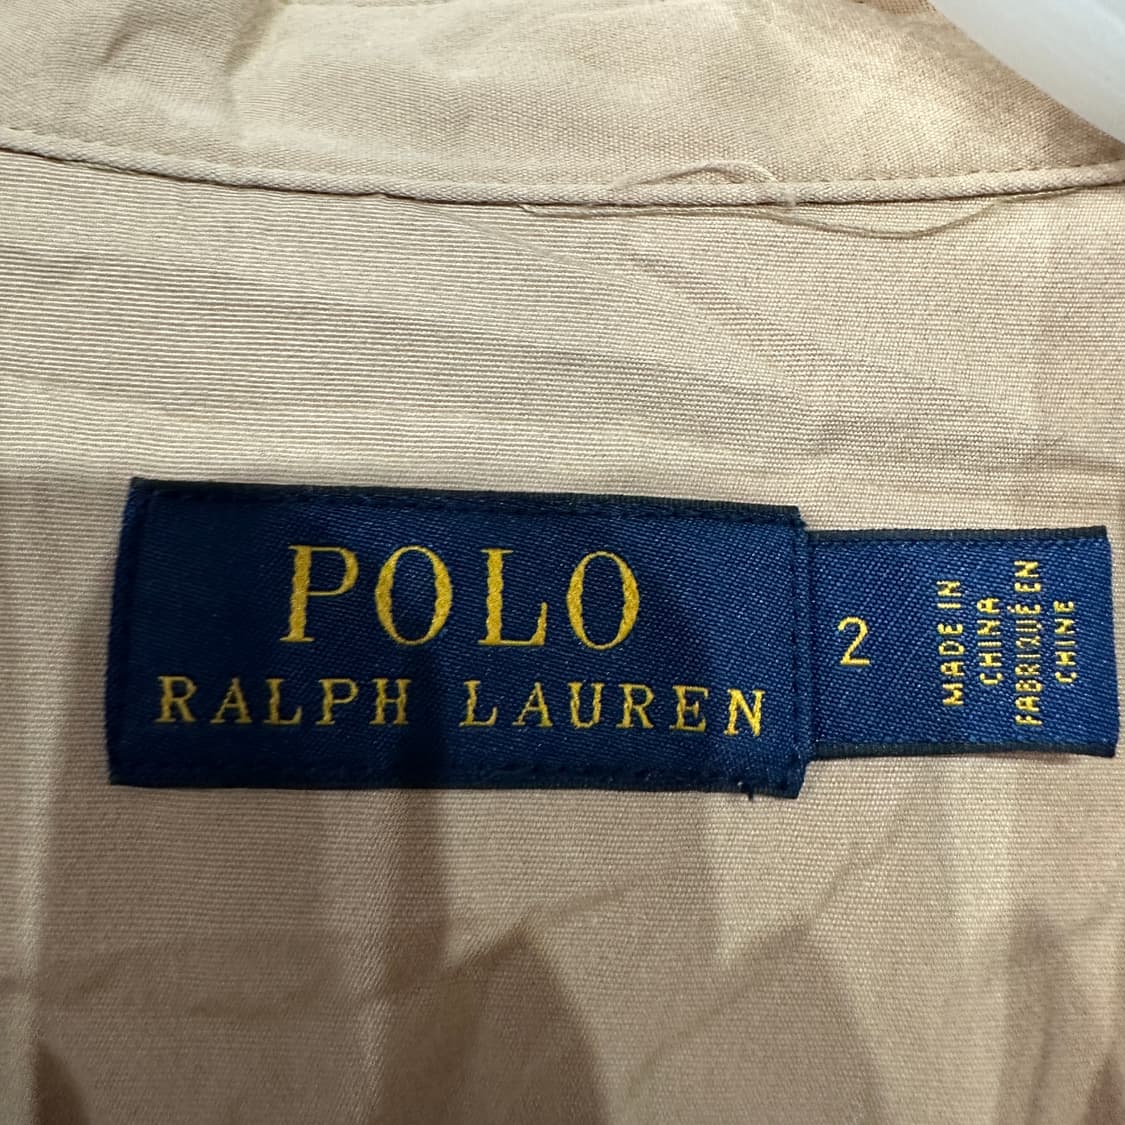 POLO
RALPH LAUREN
2
MADE IN
CHINA
FABRIQUÉ EN
CHINE